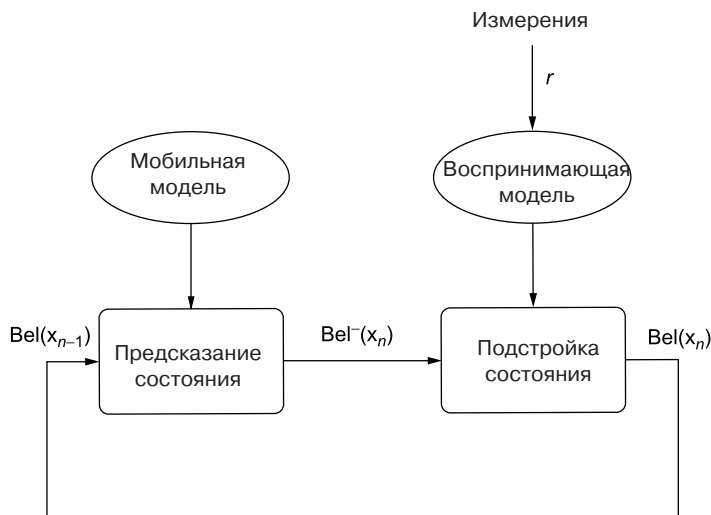 Измерения
r
Мобильная
модель
Воспринимающая
модель
Bel(x_{n–1})
Предсказание
состояния
Bel⁻(x_n)
Подстройка
состояния
Bel(x_n)